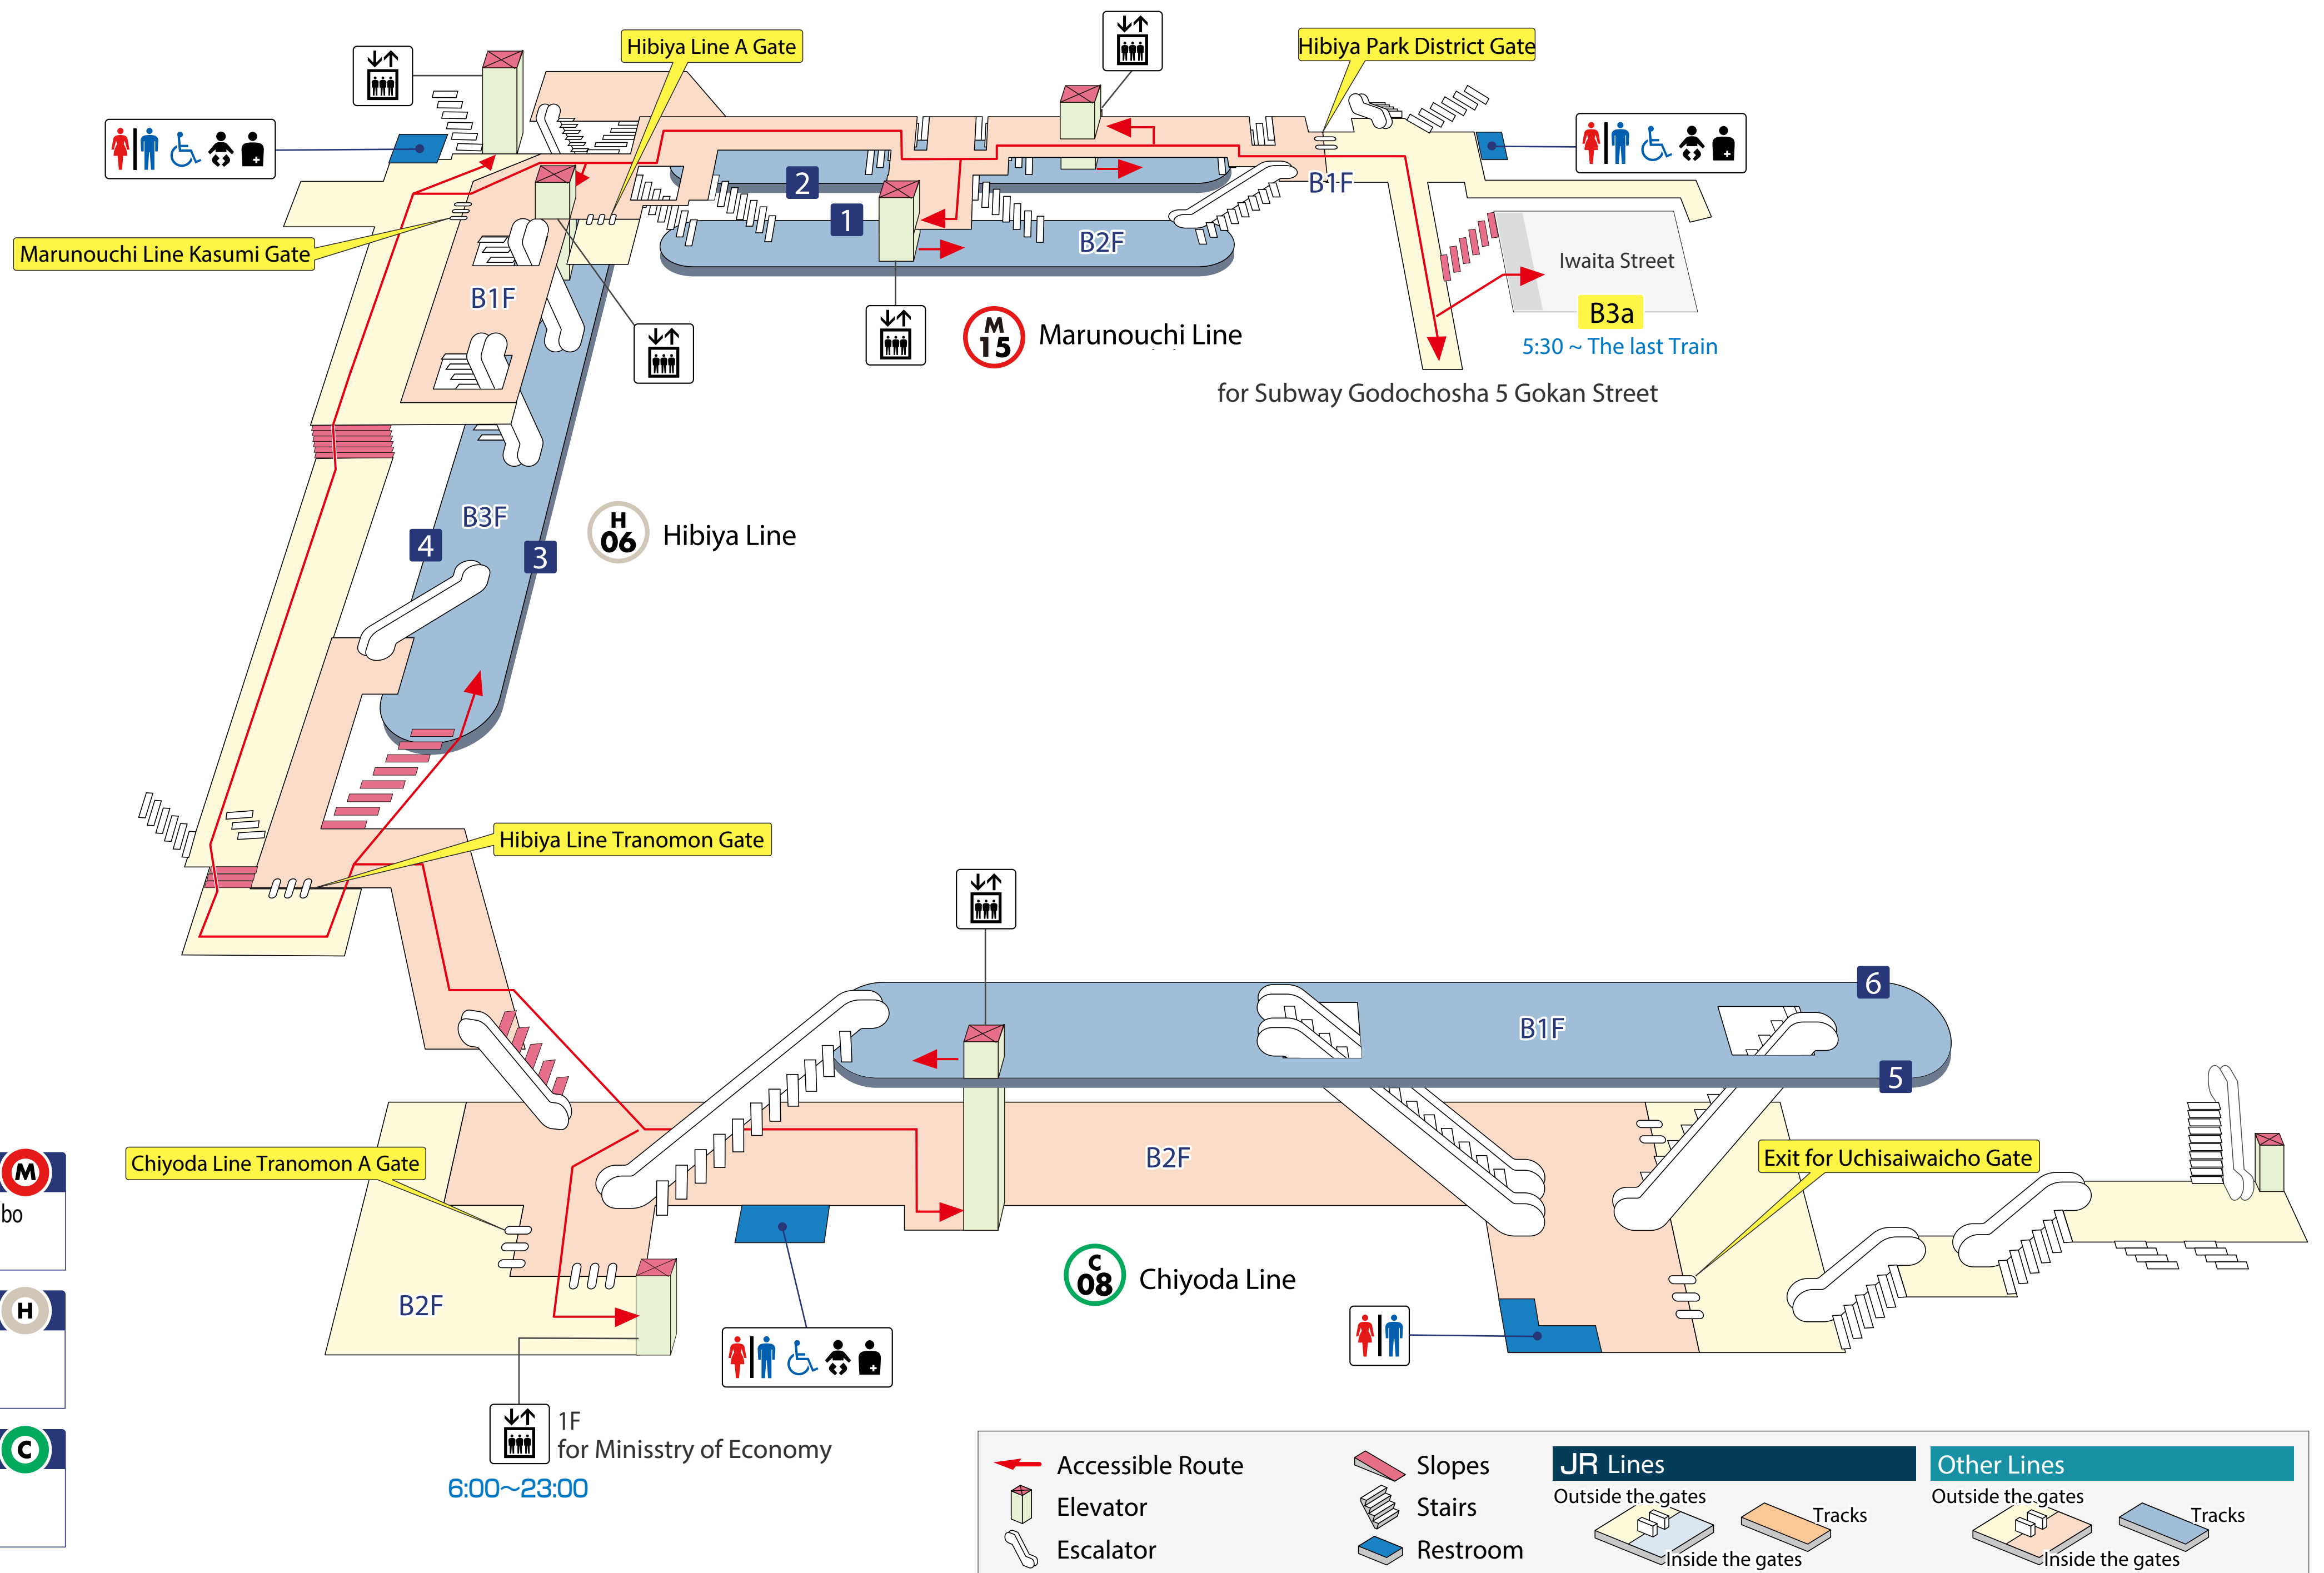 Hibiya Line A Gate
Hibiya Park District Gate
2
1
B1F
B2F
Marunouchi Line Kasumi Gate
B1F
Iwaita Street
B3a
5:30 ~ The last Train
M
15
Marunouchi Line
for Subway Godochosha 5 Gokan Street
B3F
4
3
H
06
Hibiya Line
Hibiya Line Tranomon Gate
6
B1F
5
M
bo
Chiyoda Line Tranomon A Gate
B2F
Exit for Uchisaiwaicho Gate
H
B2F
C
08
Chiyoda Line
C
1F
for Minisstry of Economy
6:00~23:00
Accessible Route
Elevator
Escalator
Slopes
Stairs
Restroom
JR Lines
Outside the gates
Tracks
Inside the gates
Other Lines
Outside the gates
Tracks
Inside the gates